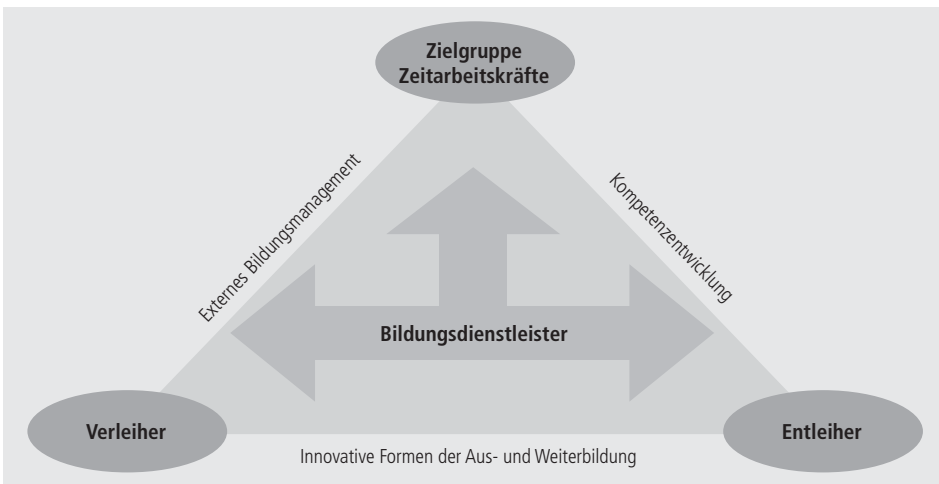 Zielgruppe
Zeitarbeitskräfte
Externes Bildungsmanagement
Kompetenzentwicklung
Bildungsdienstleister
Verleiher
Entleiher
Innovative Formen der Aus- und Weiterbildung